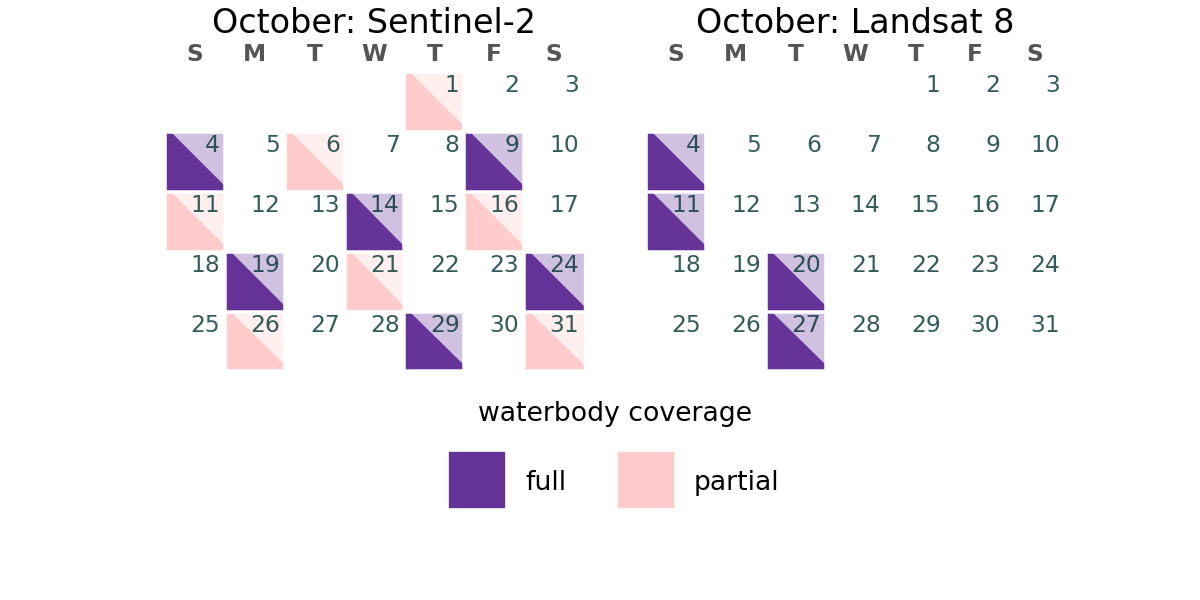 October: Sentinel-2
S M T W T F S
1 2 3
4 5 6 7 8 9 10
11 12 13 14 15 16 17
18 19 20 21 22 23 24
25 26 27 28 29 30 31
October: Landsat 8
S M T W T F S
1 2 3
4 5 6 7 8 9 10
11 12 13 14 15 16 17
18 19 20 21 22 23 24
25 26 27 28 29 30 31
waterbody coverage
full
partial